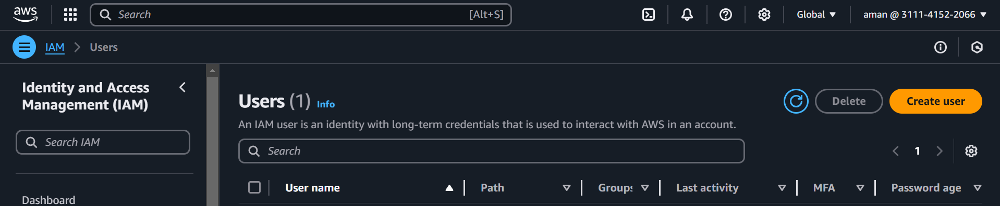 aws
Search [Alt+S]
Global aman @ 3111-4152-2066
IAM Users
Identity and Access
Management (IAM)
Search IAM
Dashboard
Users (1) Info
Delete
Create user
An IAM user is an identity with long-term credentials that is used to interact with AWS in an account.
Search
1
User name Path Groups Last activity MFA Password age